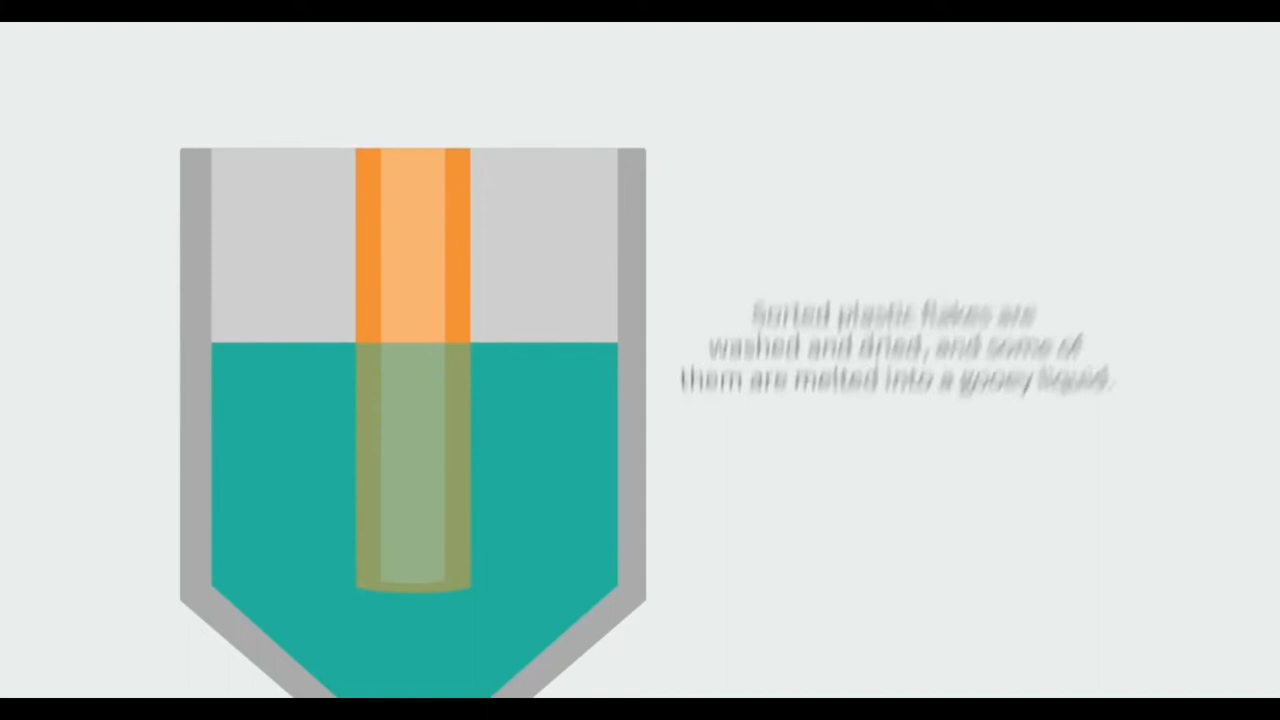 Sorted plastic flakes are
washed and dried, and some of
them are melted into a gooey liquid.